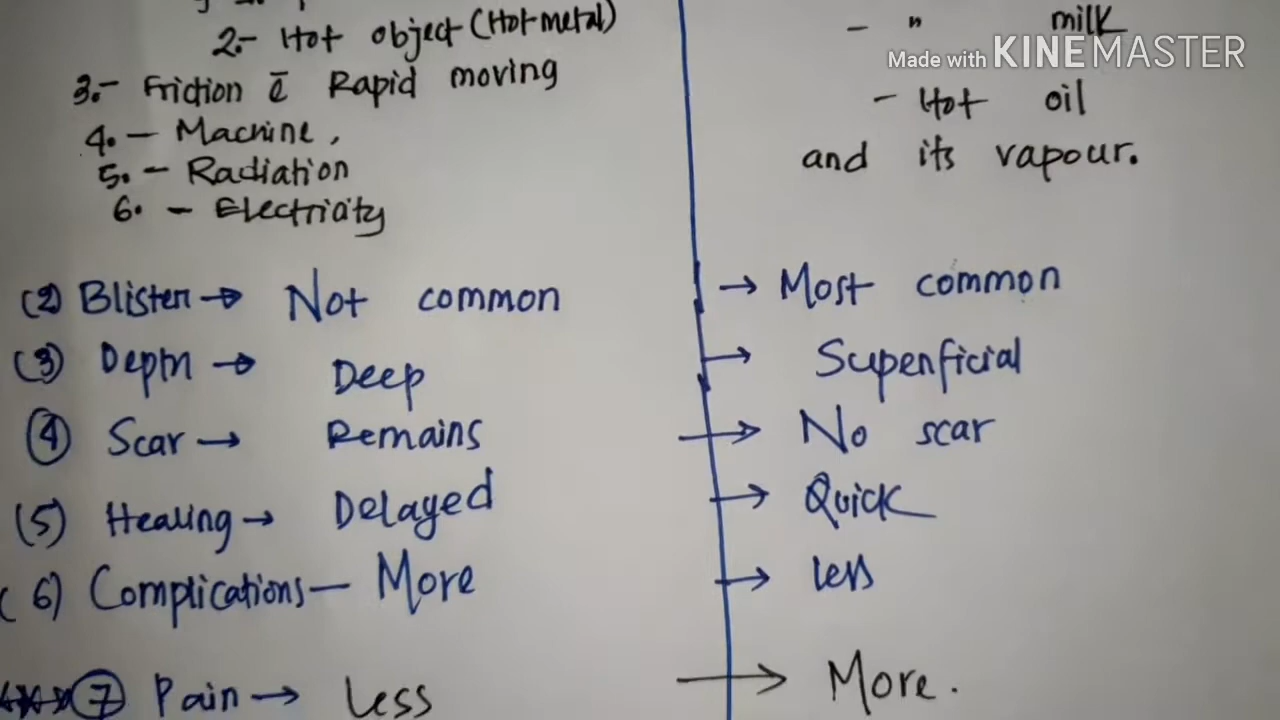 2.- Hot object (Hot metal)
- " milk
Made with KINEMASTER
3.- Friction c̄ Rapid moving
- Hot oil
4. - Machine,
and its vapour.
5. - Radiation
6. - Electricity
(2) Blister → Not common → Most common
(3) Depth → Deep → Superficial
(4) Scar → Remains → No scar
(5) Healing → Delayed → Quick
(6) Complications - More → Less
(7) Pain → Less → More.